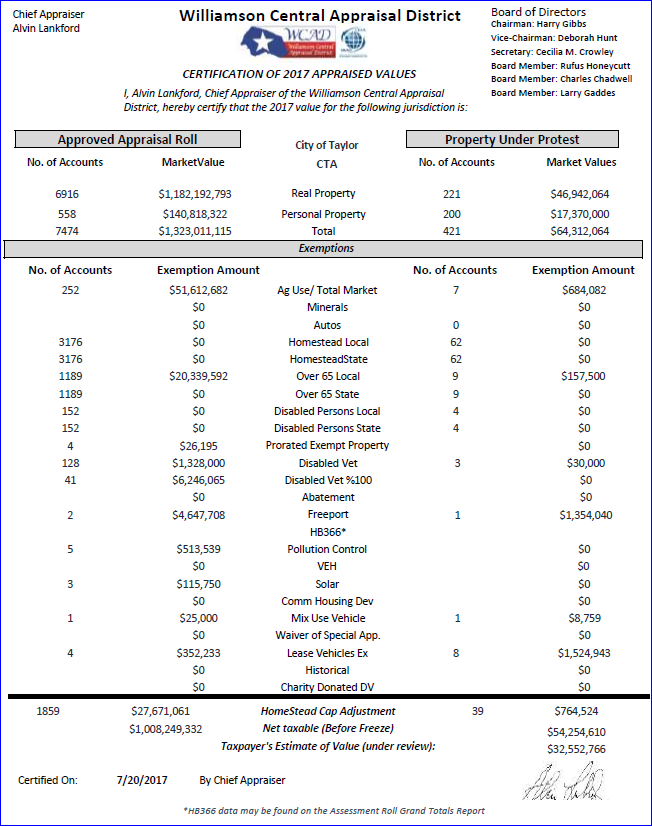 Chief Appraiser
Alvin Lankford
Williamson Central Appraisal District
WCAD
Williamson Central
Appraisal District
Board of Directors
Chairman: Harry Gibbs
Vice-Chairman: Deborah Hunt
Secretary: Cecilia M. Crowley
Board Member: Rufus Honeycutt
Board Member: Charles Chadwell
Board Member: Larry Gaddes
CERTIFICATION OF 2017 APPRAISED VALUES
I, Alvin Lankford, Chief Appraiser of the Williamson Central Appraisal
District, hereby certify that the 2017 value for the following jurisdiction is:
Approved Appraisal Roll City of Taylor Property Under Protest
No. of Accounts MarketValue CTA No. of Accounts Market Values
6916 $1,182,192,793 Real Property 221 $46,942,064
558 $140,818,322 Personal Property 200 $17,370,000
7474 $1,323,011,115 Total 421 $64,312,064
Exemptions
No. of Accounts Exemption Amount No. of Accounts Exemption Amount
252 $51,612,682 Ag Use/ Total Market 7 $684,082
$0 Minerals $0
$0 Autos 0 $0
3176 $0 Homestead Local 62 $0
3176 $0 HomesteadState 62 $0
1189 $20,339,592 Over 65 Local 9 $157,500
1189 $0 Over 65 State 9 $0
152 $0 Disabled Persons Local 4 $0
152 $0 Disabled Persons State 4 $0
4 $26,195 Prorated Exempt Property $0
128 $1,328,000 Disabled Vet 3 $30,000
41 $6,246,065 Disabled Vet %100 $0
$0 Abatement $0
2 $4,647,708 Freeport 1 $1,354,040
HB366*
5 $513,539 Pollution Control $0
$0 VEH $0
3 $115,750 Solar $0
$0 Comm Housing Dev $0
1 $25,000 Mix Use Vehicle 1 $8,759
$0 Waiver of Special App. $0
4 $352,233 Lease Vehicles Ex 8 $1,524,943
$0 Historical $0
$0 Charity Donated DV $0
1859 $27,671,061 HomeStead Cap Adjustment 39 $764,524
$1,008,249,332 Net taxable (Before Freeze) $54,254,610
Taxpayer's Estimate of Value (under review): $32,552,766
Certified On: 7/20/2017 By Chief Appraiser
*HB366 data may be found on the Assessment Roll Grand Totals Report